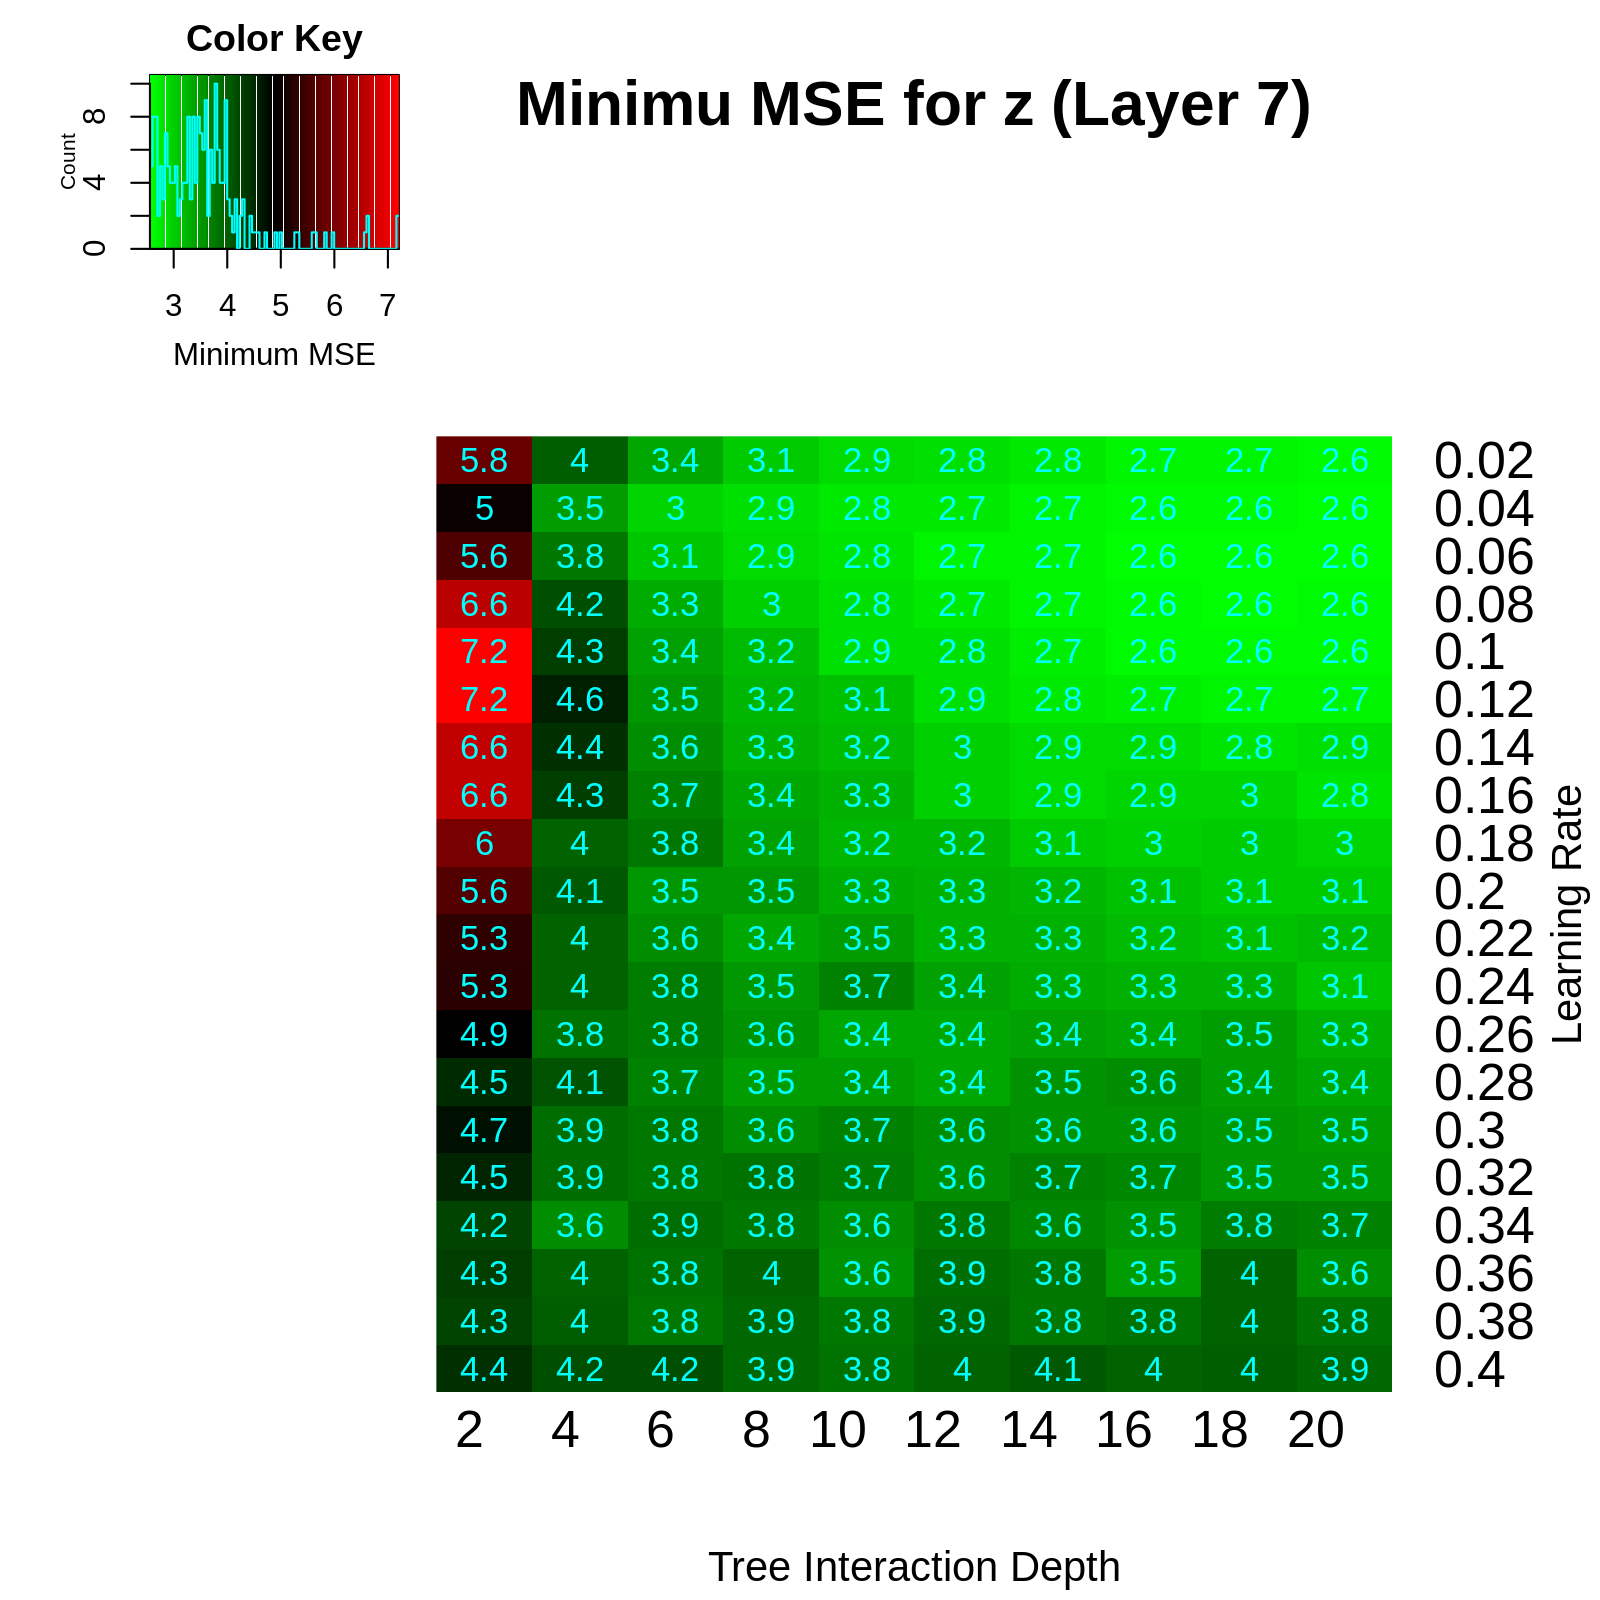 Color Key
Minimu MSE for z (Layer 7)
Count
0 4 8
3 4 5 6 7
Minimum MSE
5.8 4 3.4 3.1 2.9 2.8 2.8 2.7 2.7 2.6 0.02
5 3.5 3 2.9 2.8 2.7 2.7 2.6 2.6 2.6 0.04
5.6 3.8 3.1 2.9 2.8 2.7 2.7 2.6 2.6 2.6 0.06
6.6 4.2 3.3 3 2.8 2.7 2.7 2.6 2.6 2.6 0.08
7.2 4.3 3.4 3.2 2.9 2.8 2.7 2.6 2.6 2.6 0.1
7.2 4.6 3.5 3.2 3.1 2.9 2.8 2.7 2.7 2.7 0.12
6.6 4.4 3.6 3.3 3.2 3 2.9 2.9 2.8 2.9 0.14
6.6 4.3 3.7 3.4 3.3 3 2.9 2.9 3 2.8 0.16
6 4 3.8 3.4 3.2 3.2 3.1 3 3 3 0.18
5.6 4.1 3.5 3.5 3.3 3.3 3.2 3.1 3.1 3.1 0.2
5.3 4 3.6 3.4 3.5 3.3 3.3 3.2 3.1 3.2 0.22
5.3 4 3.8 3.5 3.7 3.4 3.3 3.3 3.3 3.1 0.24
4.9 3.8 3.8 3.6 3.4 3.4 3.4 3.4 3.5 3.3 0.26
4.5 4.1 3.7 3.5 3.4 3.4 3.5 3.6 3.4 3.4 0.28
4.7 3.9 3.8 3.6 3.7 3.6 3.6 3.6 3.5 3.5 0.3
4.5 3.9 3.8 3.8 3.7 3.6 3.7 3.7 3.5 3.5 0.32
4.2 3.6 3.9 3.8 3.6 3.8 3.6 3.5 3.8 3.7 0.34
4.3 4 3.8 4 3.6 3.9 3.8 3.5 4 3.6 0.36
4.3 4 3.8 3.9 3.8 3.9 3.8 3.8 4 3.8 0.38
4.4 4.2 4.2 3.9 3.8 4 4.1 4 4 3.9 0.4
Learning Rate
2 4 6 8 10 12 14 16 18 20
Tree Interaction Depth